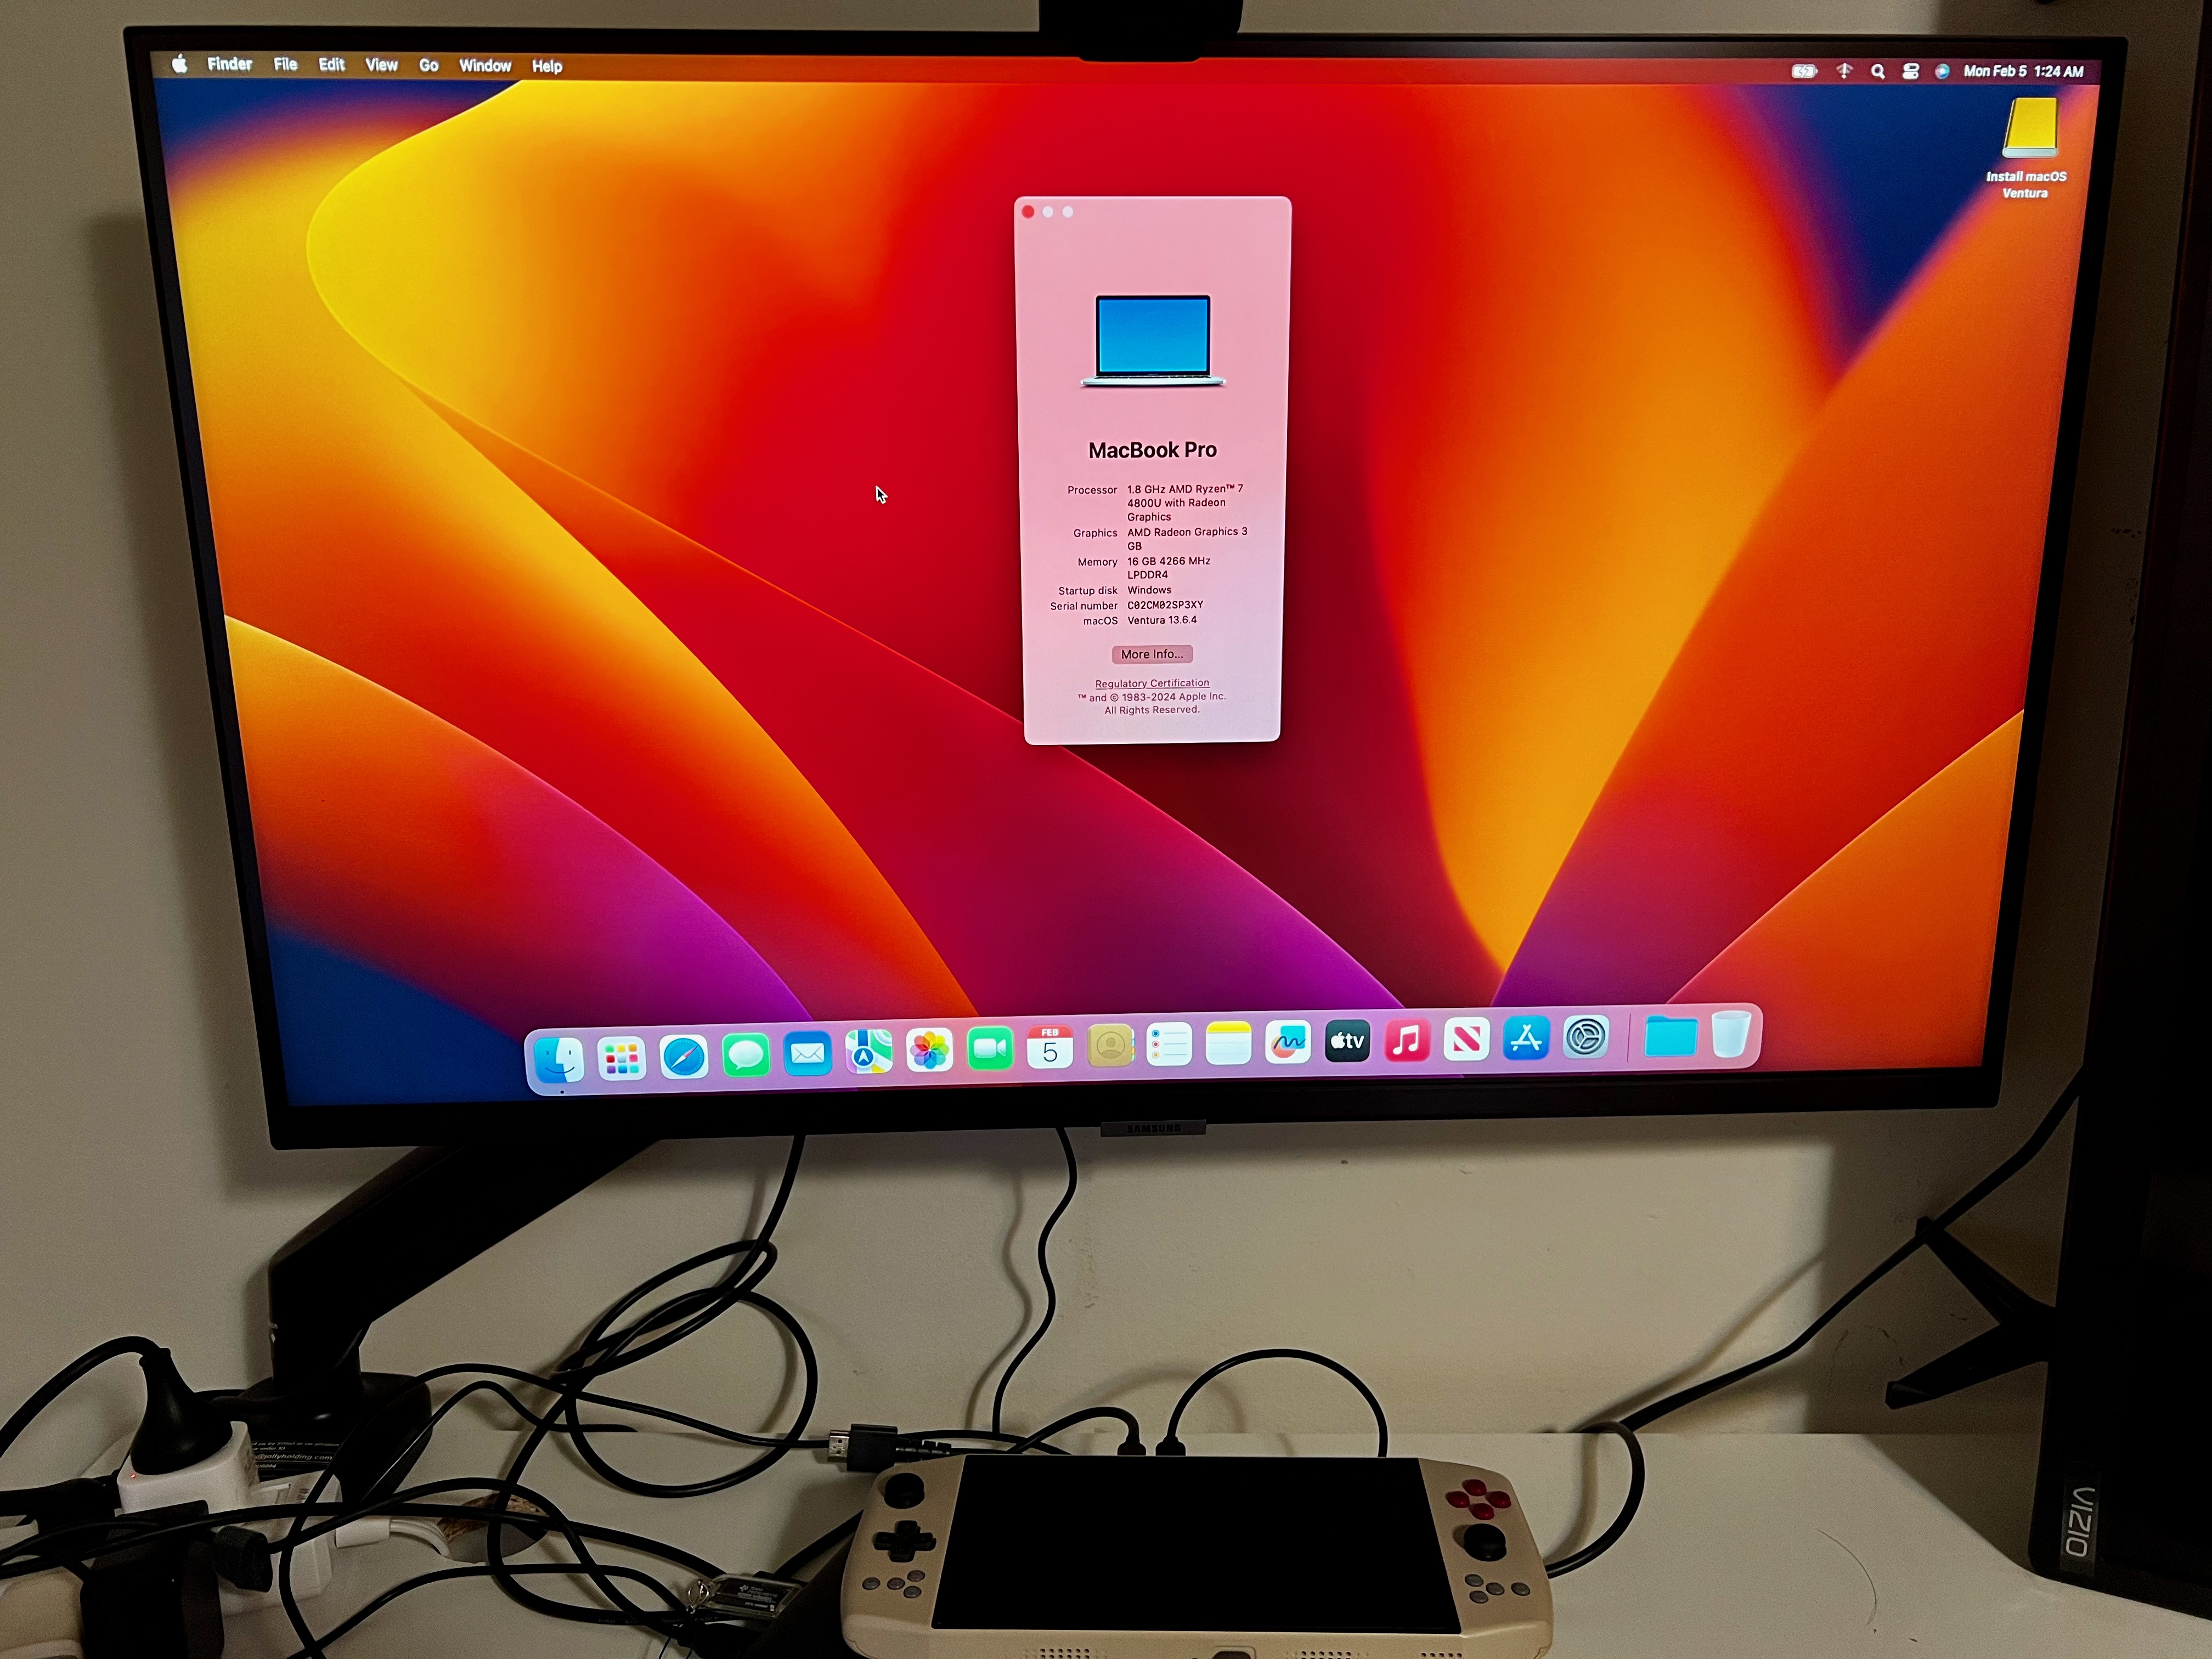 Finder File Edit View Go Window Help
Mon Feb 5 1:24 AM
Install macOS
Ventura
MacBook Pro
Processor 1.8 GHz AMD Ryzen™ 7
4800U with Radeon
Graphics
Graphics AMD Radeon Graphics 3
GB
Memory 16 GB 4266 MHz
LPDDR4
Startup disk Windows
Serial number C02CM02SP3XY
macOS Ventura 13.6.4
More Info...
Regulatory Certification
™ and © 1983-2024 Apple Inc.
All Rights Reserved.
FEB
5
tv
SAMSUNG
VIZIO